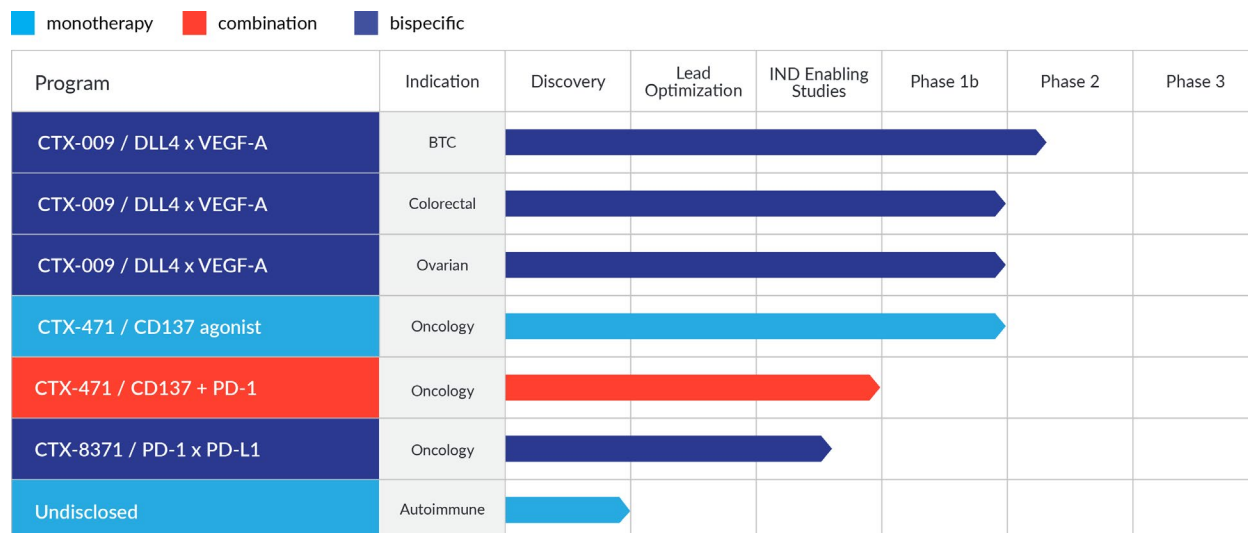 monotherapy combination bispecific
Program Indication Discovery Lead Optimization IND Enabling Studies Phase 1b Phase 2 Phase 3
CTX-009 / DLL4 x VEGF-A BTC
CTX-009 / DLL4 x VEGF-A Colorectal
CTX-009 / DLL4 x VEGF-A Ovarian
CTX-471 / CD137 agonist Oncology
CTX-471 / CD137 + PD-1 Oncology
CTX-8371 / PD-1 x PD-L1 Oncology
Undisclosed Autoimmune